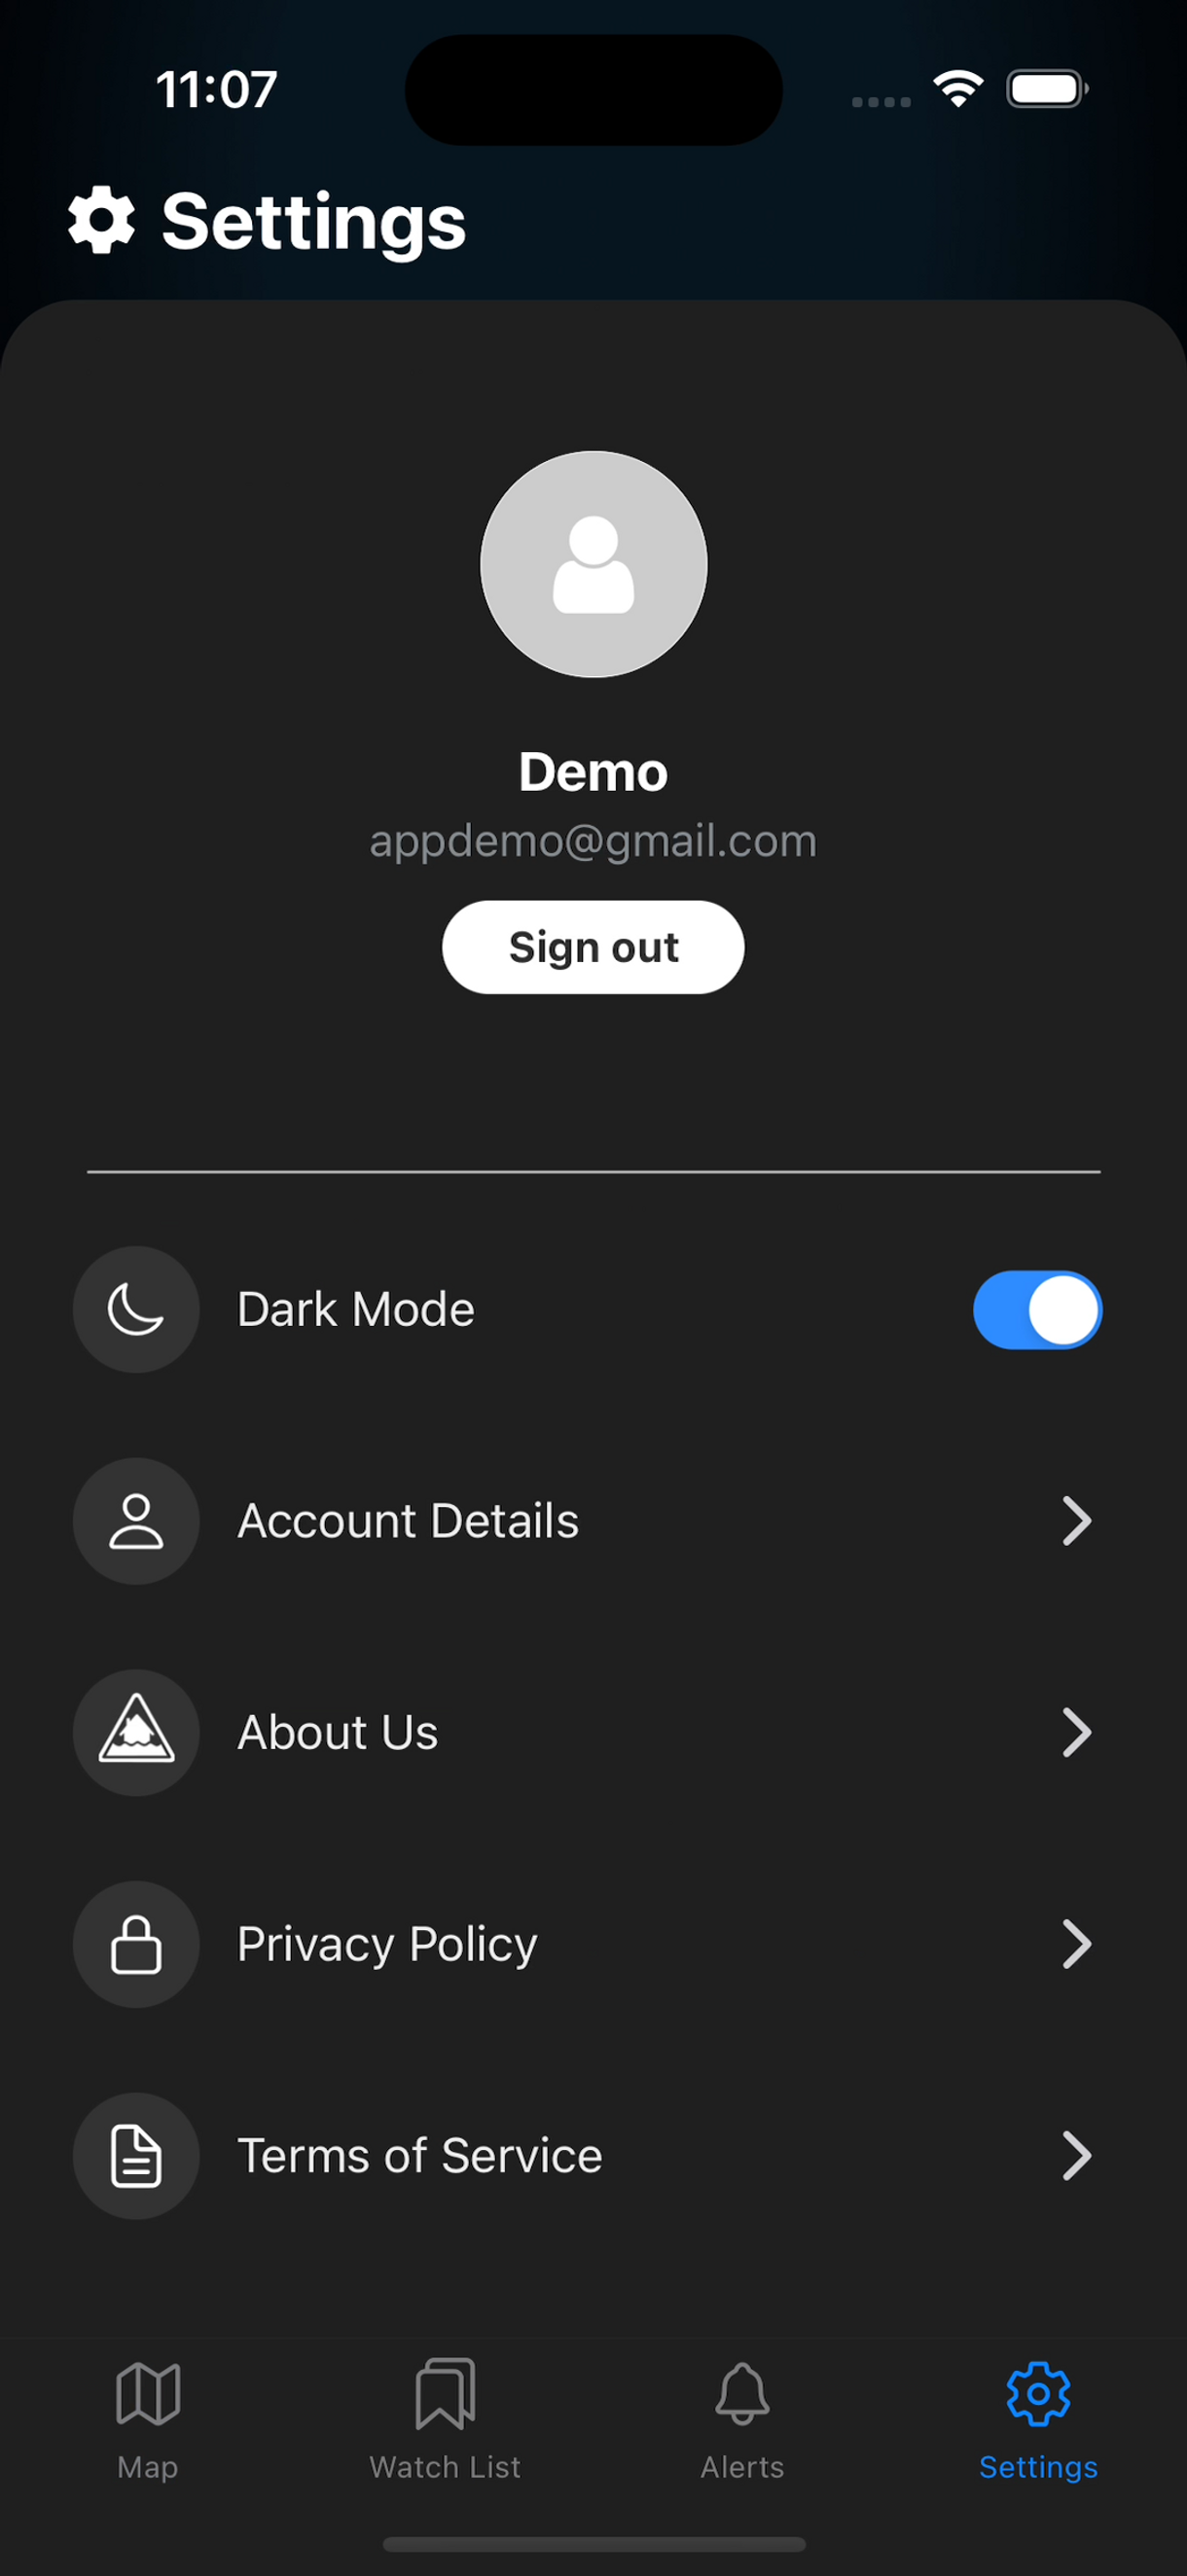 11:07
Settings
Demo
appdemo@gmail.com
Sign out
Dark Mode
Account Details
About Us
Privacy Policy
Terms of Service
Map
Watch List
Alerts
Settings